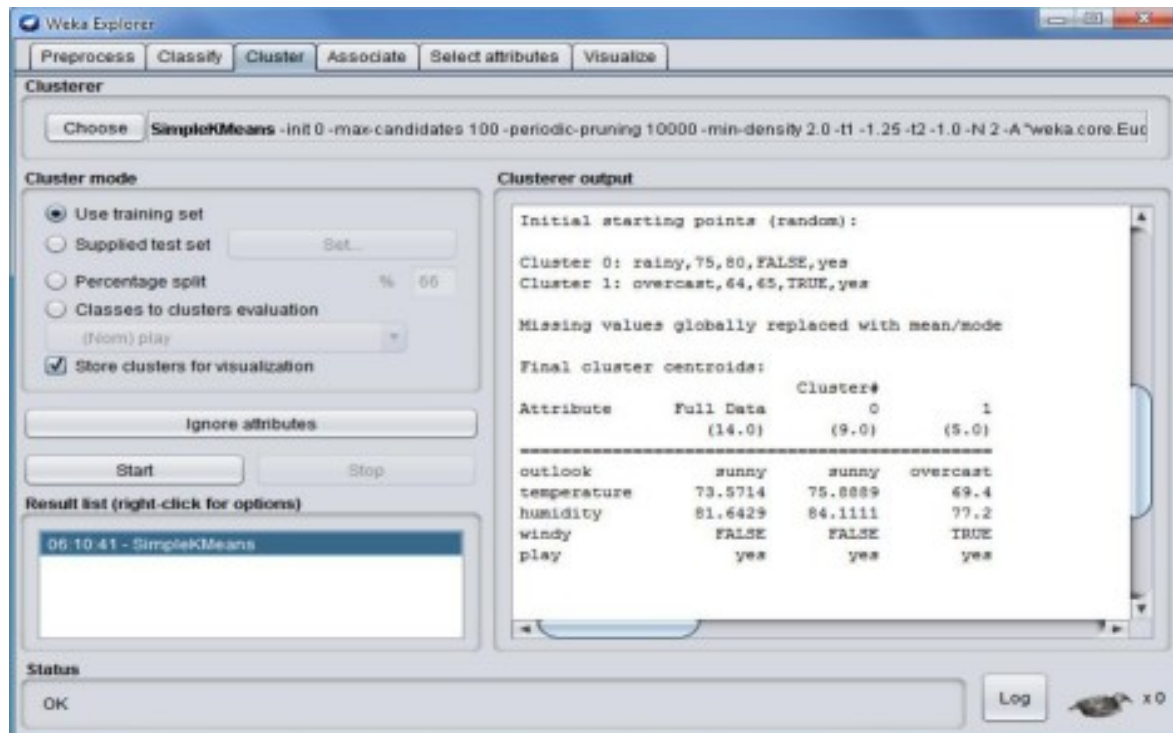 Weka Explorer
Preprocess Classify Cluster Associate Select attributes Visualize
Clusterer
Choose SimpleKMeans -init 0 -max-candidates 100 -periodic-pruning 10000 -min-density 2.0 -t1 -1.25 -t2 -1.0 -N 2 -A "weka.core.Euc
Cluster mode
Use training set
Supplied test set Set...
Percentage split % 66
Classes to clusters evaluation
(Nom) play
Store clusters for visualization
Ignore attributes
Start Stop
Result list (right-click for options)
06:10:41 - SimpleKMeans
Clusterer output
Initial starting points (random):
Cluster 0: rainy,75,80,FALSE,yes
Cluster 1: overcast,64,65,TRUE,yes
Missing values globally replaced with mean/mode
Final cluster centroids:
Cluster#
Attribute Full Data 0 1
(14.0) (9.0) (5.0)
==============================================
outlook sunny sunny overcast
temperature 73.5714 75.8889 69.4
humidity 81.6429 84.1111 77.2
windy FALSE FALSE TRUE
play yes yes yes
Status
OK
Log x 0